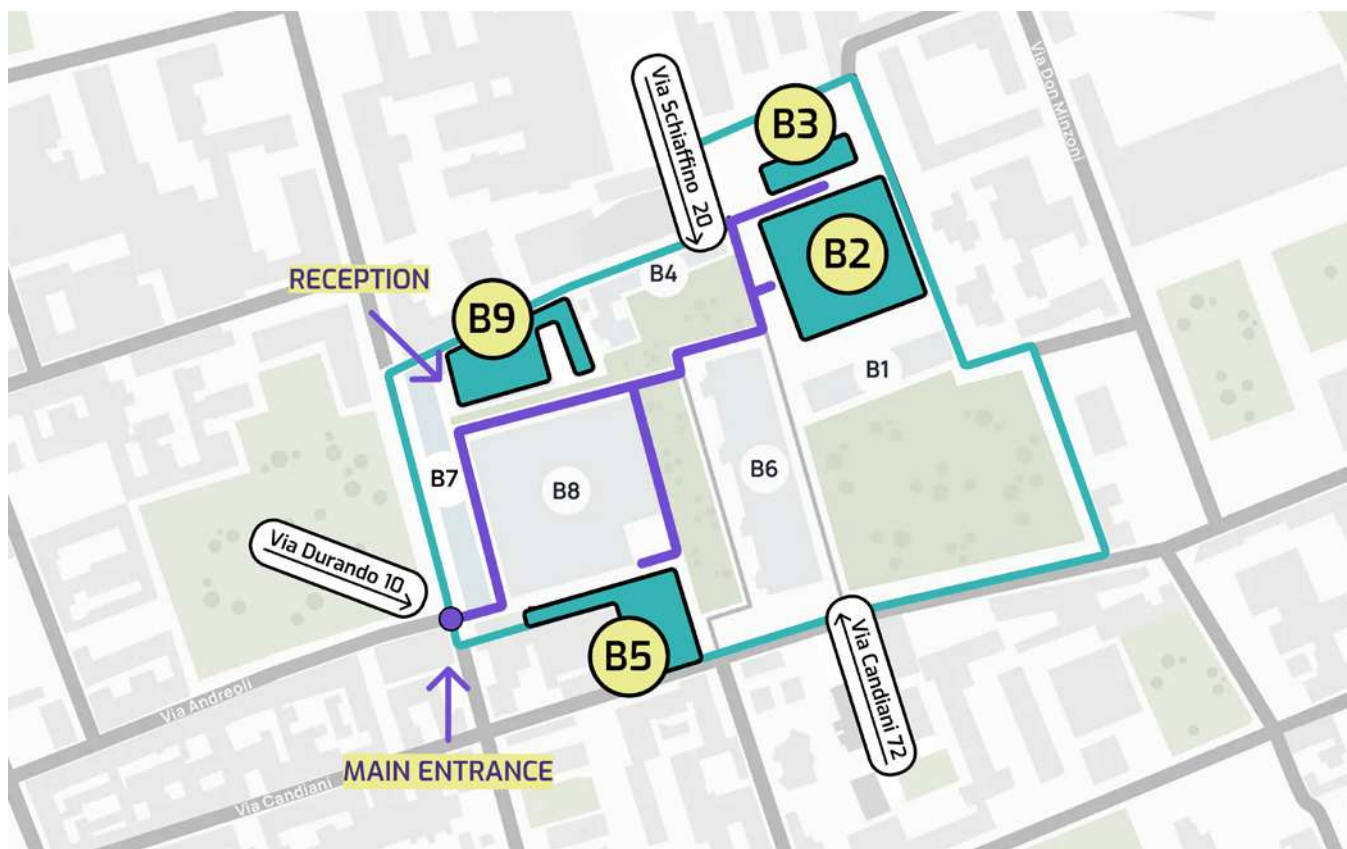 Via Schiaffino 20
B3
Via Don Minzoni
B2
B4
RECEPTION
B9
B1
B7
B8
B6
Via Durando 10
B5
Via Candiani 72
Via Andreoli
MAIN ENTRANCE
Via Candiani